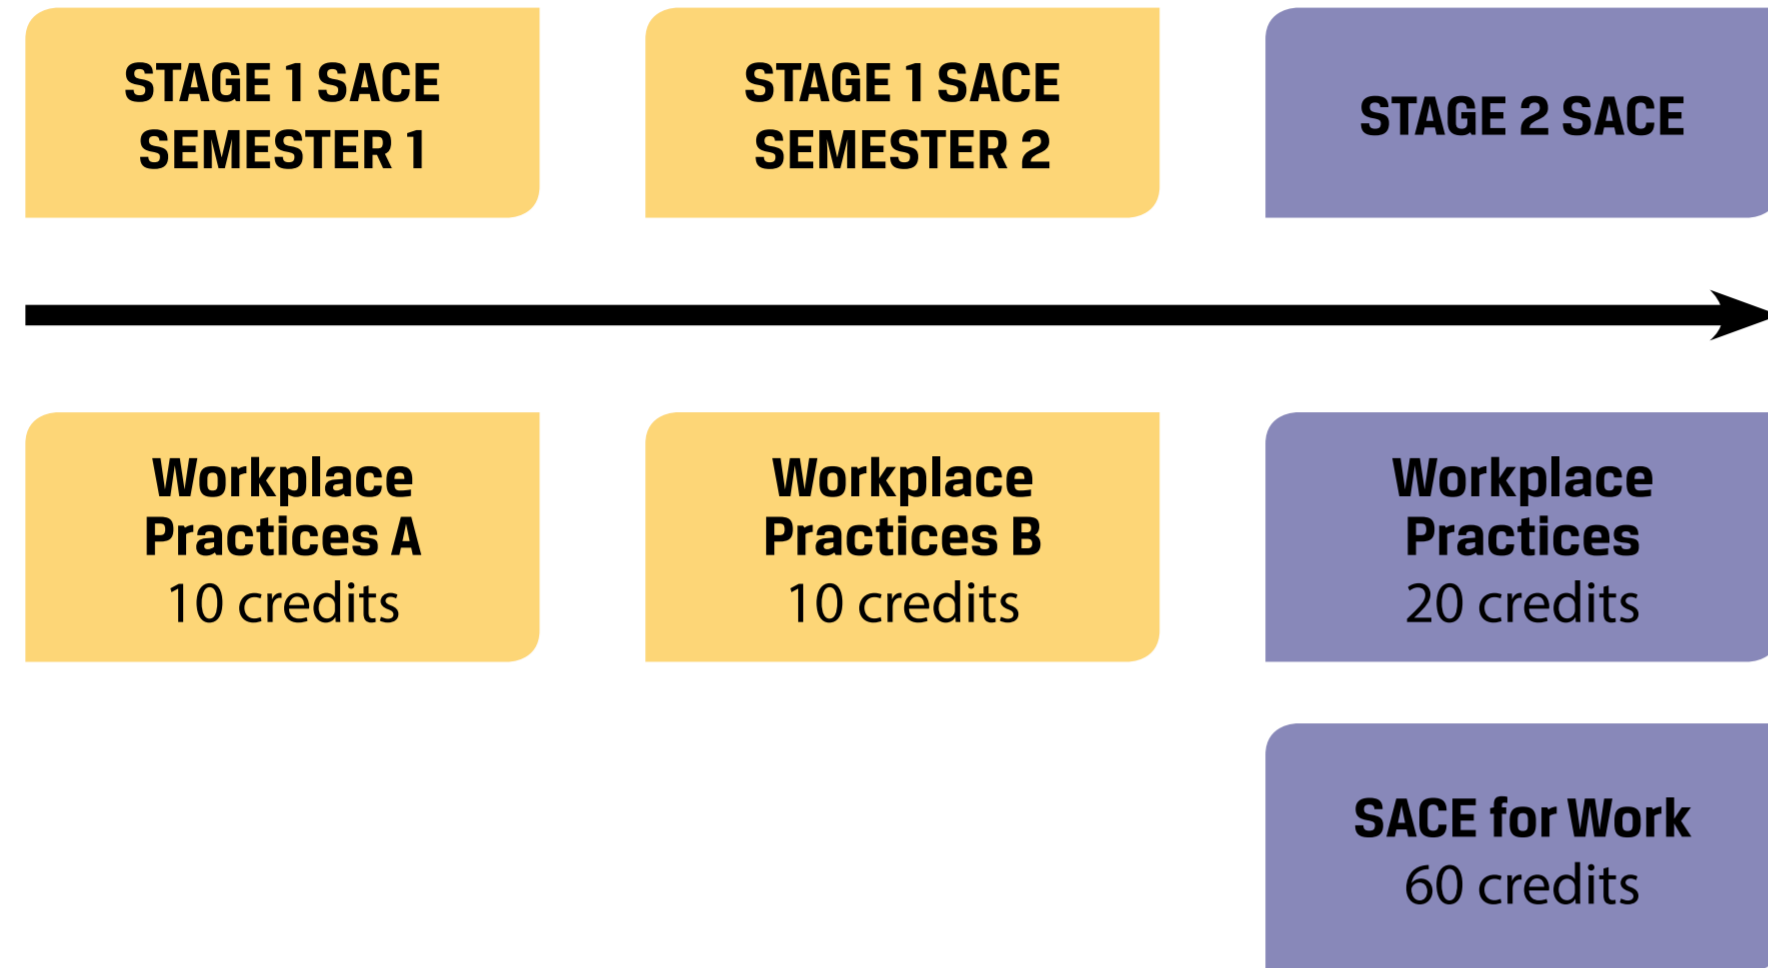 STAGE 1 SACE
SEMESTER 1
STAGE 1 SACE
SEMESTER 2
STAGE 2 SACE
Workplace
Practices A
10 credits
Workplace
Practices B
10 credits
Workplace
Practices
20 credits
SACE for Work
60 credits